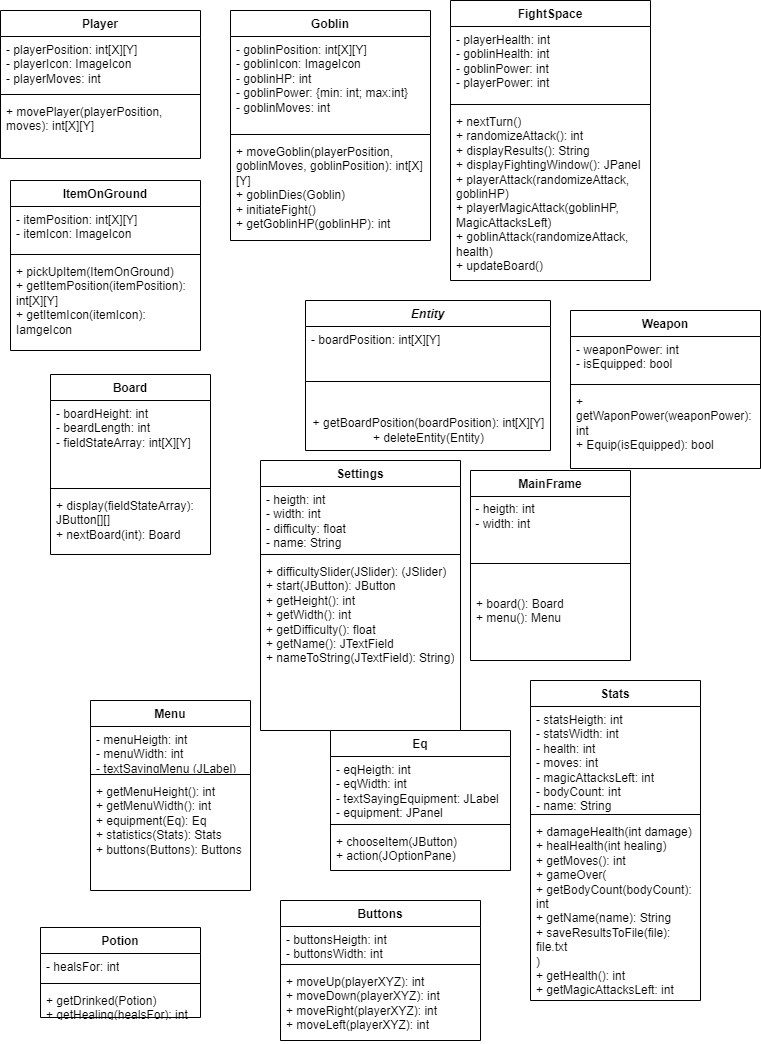 Player
- playerPosition: int[X][Y]
- playerIcon: ImageIcon
- playerMoves: int
+ movePlayer(playerPosition,
moves): int[X][Y]
Goblin
- goblinPosition: int[X][Y]
- goblinIcon: ImageIcon
- goblinHP: int
- goblinPower: {min: int; max:int}
- goblinMoves: int
+ moveGoblin(playerPosition,
goblinMoves, goblinPosition): int[X]
[Y]
+ goblinDies(Goblin)
+ initiateFight()
+ getGoblinHP(goblinHP): int
FightSpace
- playerHealth: int
- goblinHealth: int
- goblinPower: int
- playerPower: int
+ nextTurn()
+ randomizeAttack(): int
+ displayResults(): String
+ displayFightingWindow(): JPanel
+ playerAttack(randomizeAttack,
goblinHP)
+ playerMagicAttack(goblinHP,
MagicAttacksLeft)
+ goblinAttack(randomizeAttack,
health)
+ updateBoard()
ItemOnGround
- itemPosition: int[X][Y]
- itemIcon: ImageIcon
+ pickUpItem(ItemOnGround)
+ getItemPosition(itemPosition):
int[X][Y]
+ getItemIcon(itemIcon):
IamgeIcon
Entity
- boardPosition: int[X][Y]
+ getBoardPosition(boardPosition): int[X][Y]
+ deleteEntity(Entity)
Weapon
- weaponPower: int
- isEquipped: bool
+
getWaponPower(weaponPower):
int
+ Equip(isEquipped): bool
Board
- boardHeight: int
- beardLength: int
- fieldStateArray: int[X][Y]
+ display(fieldStateArray):
JButton[][]
+ nextBoard(int): Board
Settings
- heigth: int
- width: int
- difficulty: float
- name: String
+ difficultySlider(JSlider): (JSlider)
+ start(JButton): JButton
+ getHeight(): int
+ getWidth(): int
+ getDifficulty(): float
+ getName(): JTextField
+ nameToString(JTextField): String)
MainFrame
- heigth: int
- width: int
+ board(): Board
+ menu(): Menu
Menu
- menuHeigth: int
- menuWidth: int
- textSayingMenu (JLabel)
+ getMenuHeight(): int
+ getMenuWidth(): int
+ equipment(Eq): Eq
+ statistics(Stats): Stats
+ buttons(Buttons): Buttons
Eq
- eqHeigth: int
- eqWidth: int
- textSayingEquipment: JLabel
- equipment: JPanel
+ chooseItem(JButton)
+ action(JOptionPane)
Stats
- statsHeigth: int
- statsWidth: int
- health: int
- moves: int
- magicAttacksLeft: int
- bodyCount: int
- name: String
+ damageHealth(int damage)
+ healHealth(int healing)
+ getMoves(): int
+ gameOver(
+ getBodyCount(bodyCount):
int
+ getName(name): String
+ saveResultsToFile(file):
file.txt
)
+ getHealth(): int
+ getMagicAttacksLeft: int
Potion
- healsFor: int
+ getDrinked(Potion)
+ getHealing(healsFor): int
Buttons
- buttonsHeigth: int
- buttonsWidth: int
+ moveUp(playerXYZ): int
+ moveDown(playerXYZ): int
+ moveRight(playerXYZ): int
+ moveLeft(playerXYZ): int